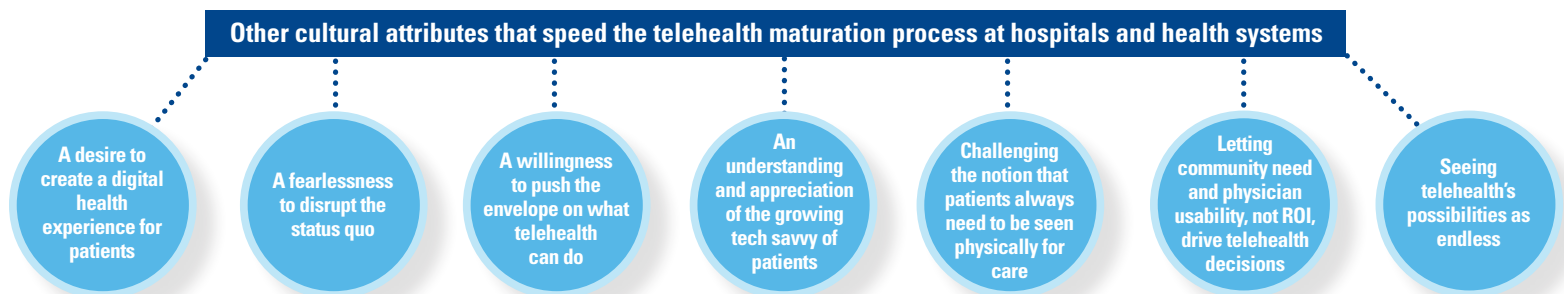 Other cultural attributes that speed the telehealth maturation process at hospitals and health systems
A desire to
create a digital
health
experience for
patients
A fearlessness
to disrupt the
status quo
A willingness
to push the
envelope on what
telehealth
can do
An
understanding
and appreciation
of the growing
tech savvy of
patients
Challenging
the notion that
patients always
need to be seen
physically for
care
Letting
community need
and physician
usability, not ROI,
drive telehealth
decisions
Seeing
telehealth’s
possibilities as
endless